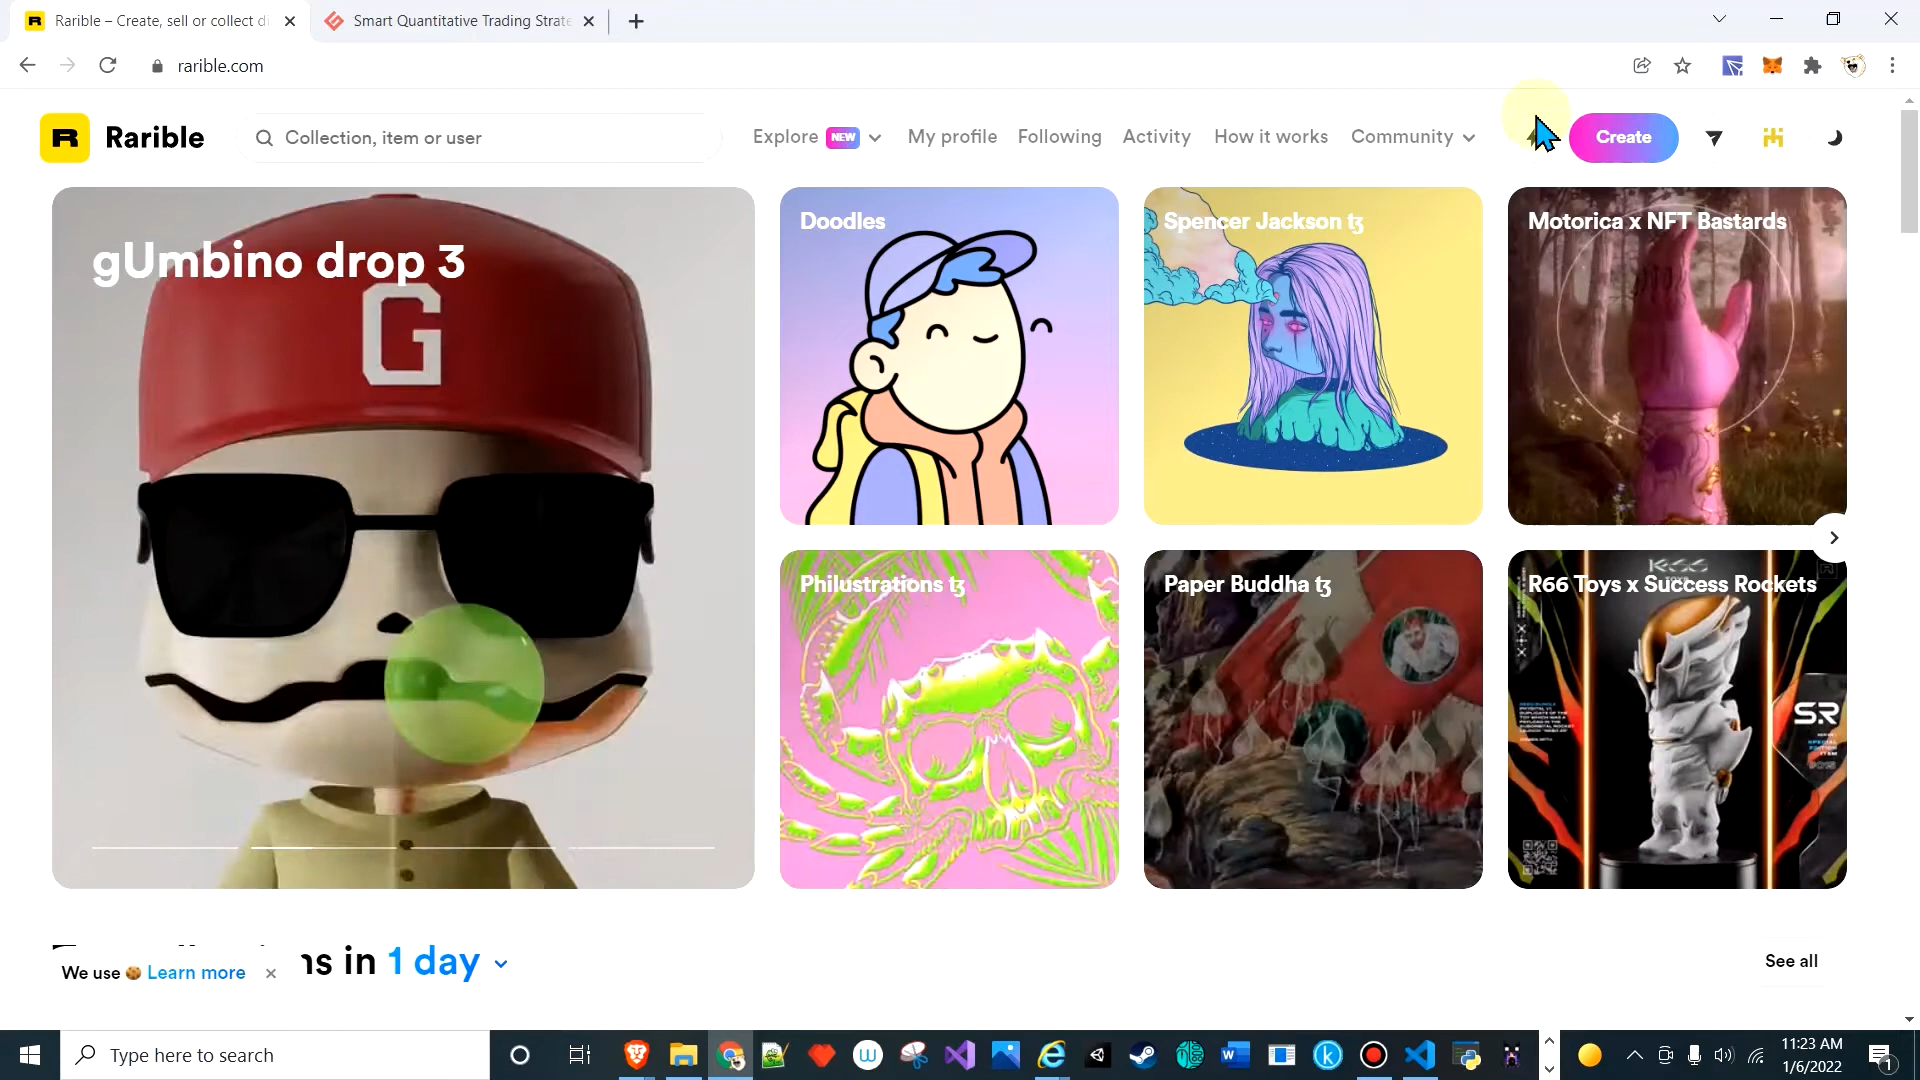 Rarible – Create, sell or collect di
Smart Quantitative Trading Strate
rarible.com
R Rarible
Collection, item or user
Explore NEW
My profile
Following
Activity
How it works
Community
Create
gUmbino drop 3
G
Doodles
Spencer Jackson ꜩ
Motorica x NFT Bastards
Philustrations ꜩ
Paper Buddha ꜩ
R66 Toys x Success Rockets
S.R
ns in 1 day
See all
We use 🍪 Learn more
Type here to search
11:23 AM
1/6/2022
1